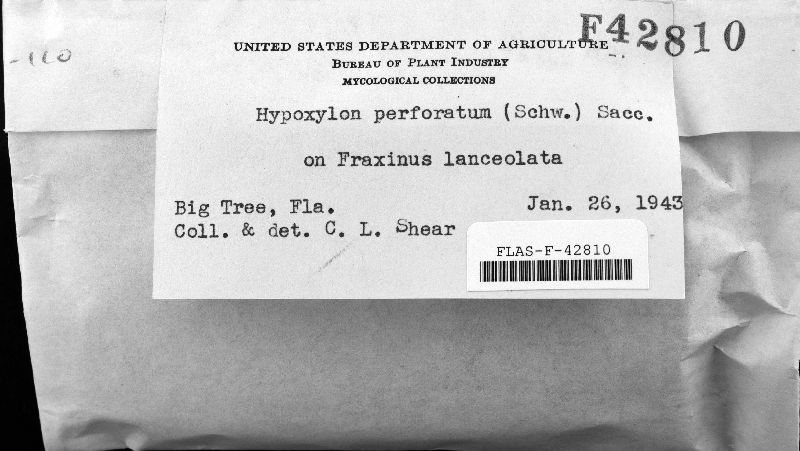 F42810
UNITED STATES DEPARTMENT OF AGRICULTURE
BUREAU OF PLANT INDUSTRY
MYCOLOGICAL COLLECTIONS
Hypoxylon perforatum (Schw.) Sacc.
on Fraxinus lanceolata
Big Tree, Fla. Jan. 26, 1943
Coll. & det. C. L. Shear
FLAS-F-42810